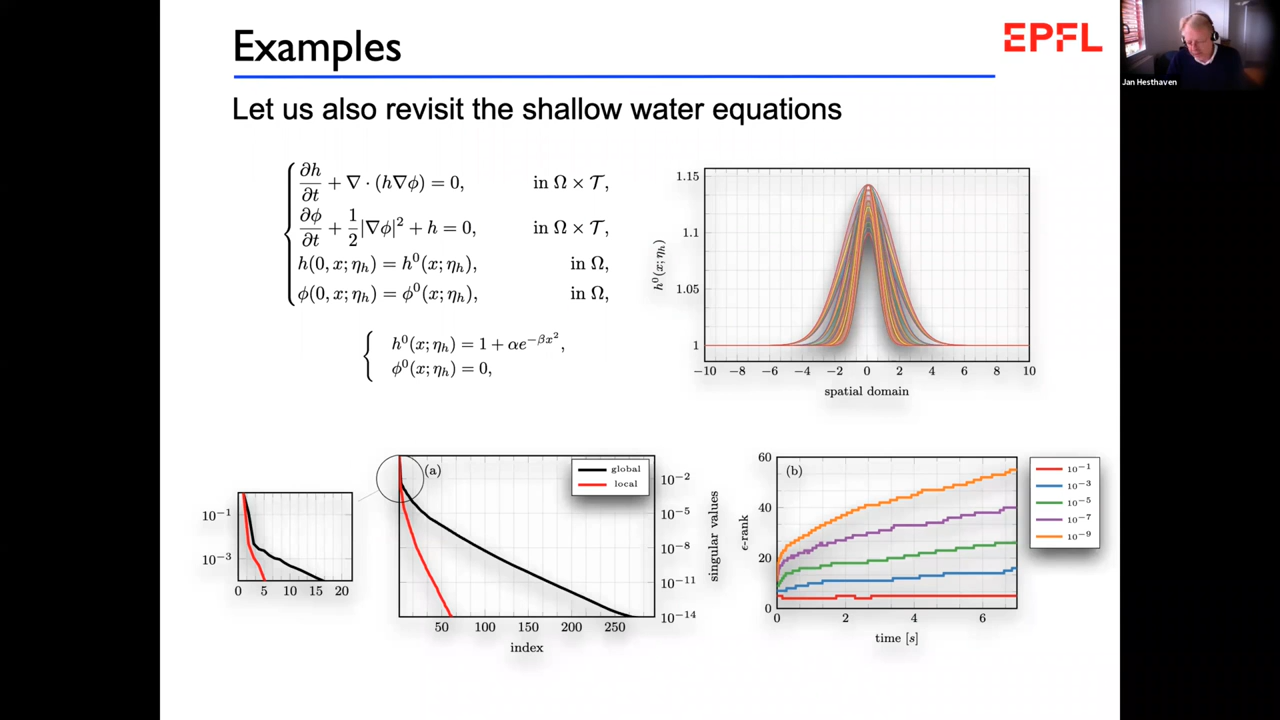 Examples
EPFL
Jan Hesthaven
Let us also revisit the shallow water equations
∂h/∂t + ∇ · (h∇ϕ) = 0, in Ω × 𝒯,
∂ϕ/∂t + 1/2|∇ϕ|² + h = 0, in Ω × 𝒯,
h(0, x; η_h) = h⁰(x; η_h), in Ω,
ϕ(0, x; η_h) = ϕ⁰(x; η_h), in Ω,
h⁰(x; η_h) = 1 + αe^{−βx²},
ϕ⁰(x; η_h) = 0,
1.15
1.1
1.05
1
h⁰(x; η_h)
−10 −8 −6 −4 −2 0 2 4 6 8 10
spatial domain
10⁻¹
10⁻³
0 5 10 15 20
(a)
global
local
10⁻²
10⁻⁵
10⁻⁸
10⁻¹¹
10⁻¹⁴
singular values
50 100 150 200 250
index
(b)
60
40
20
0
ϵ-rank
0 2 4 6
time [s]
10⁻¹
10⁻³
10⁻⁵
10⁻⁷
10⁻⁹